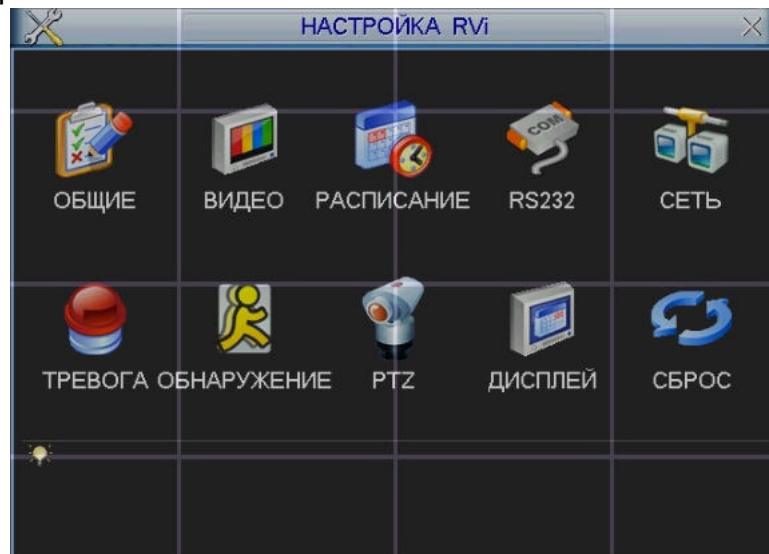 НАСТРОЙКА RVi
ОБЩИЕ ВИДЕО РАСПИСАНИЕ RS232 СЕТЬ
ТРЕВОГА ОБНАРУЖЕНИЕ PTZ ДИСПЛЕЙ СБРОС
COM